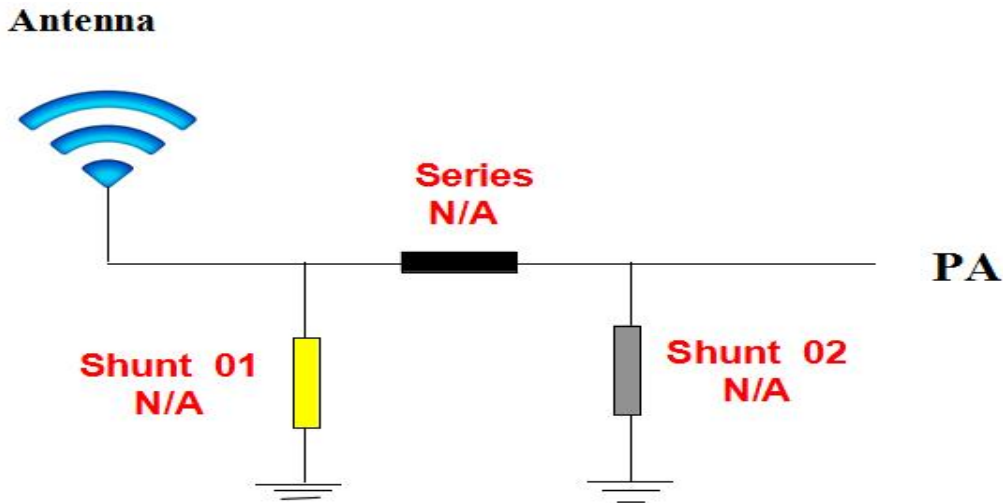 Antenna
Series
N/A
PA
Shunt 01
N/A
Shunt 02
N/A